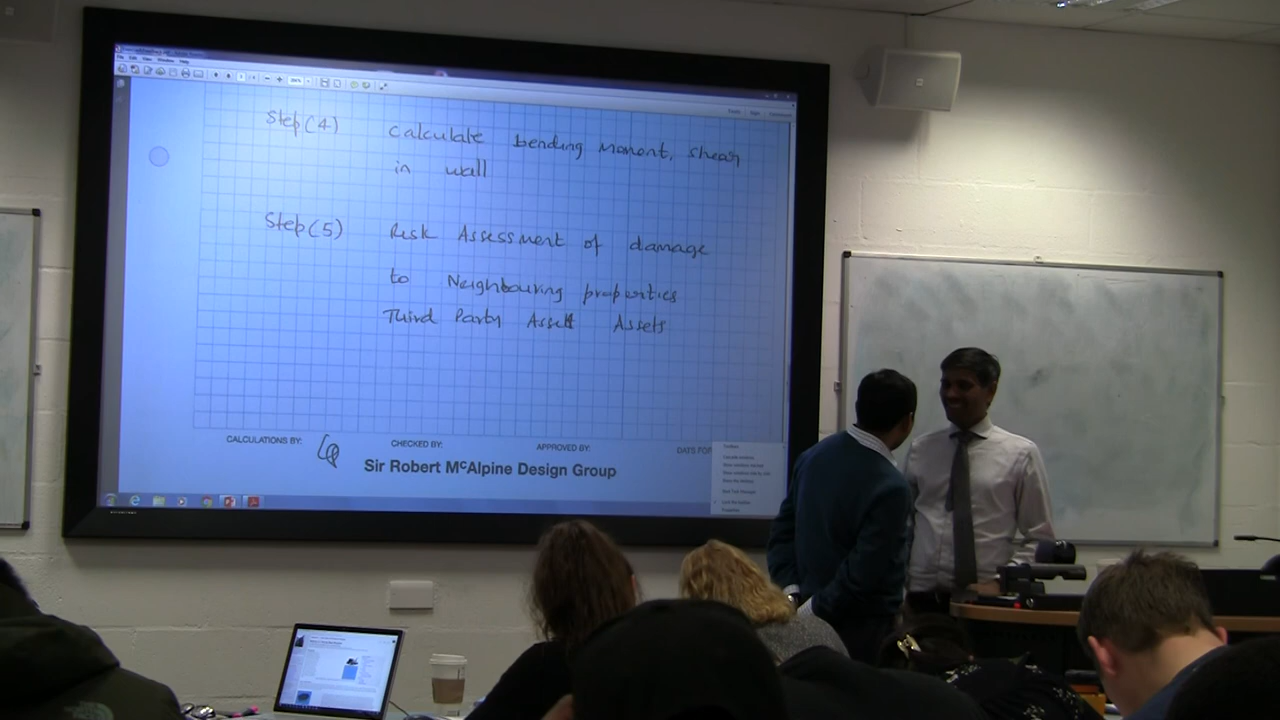 Step(4) calculate bending moment, shear
in wall
Step(5) Risk Assessment of damage
to Neighbouring properties
Third Party Assets
CALCULATIONS BY: CHECKED BY: APPROVED BY: DATE
Sir Robert McAlpine Design Group